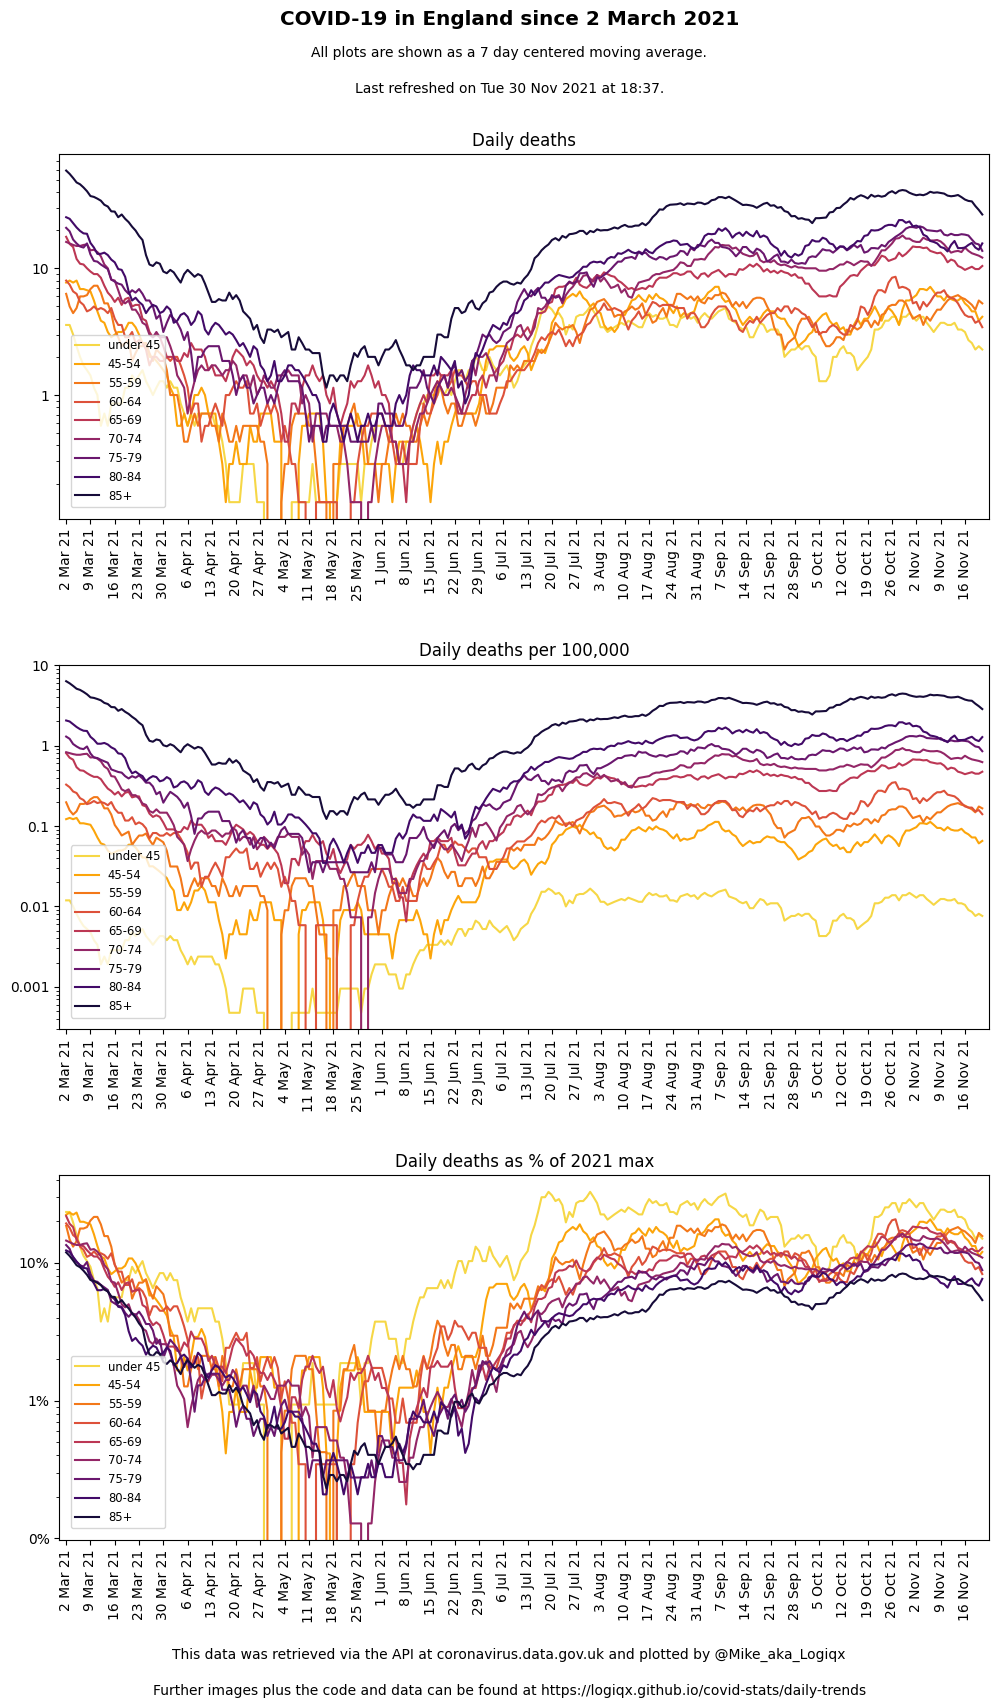 COVID-19 in England since 2 March 2021
All plots are shown as a 7 day centered moving average.
Last refreshed on Tue 30 Nov 2021 at 18:37.
Daily deaths
10
1
under 45
45-54
55-59
60-64
65-69
70-74
75-79
80-84
85+
2 Mar 21
9 Mar 21
16 Mar 21
23 Mar 21
30 Mar 21
6 Apr 21
13 Apr 21
20 Apr 21
27 Apr 21
4 May 21
11 May 21
18 May 21
25 May 21
1 Jun 21
8 Jun 21
15 Jun 21
22 Jun 21
29 Jun 21
6 Jul 21
13 Jul 21
20 Jul 21
27 Jul 21
3 Aug 21
10 Aug 21
17 Aug 21
24 Aug 21
31 Aug 21
7 Sep 21
14 Sep 21
21 Sep 21
28 Sep 21
5 Oct 21
12 Oct 21
19 Oct 21
26 Oct 21
2 Nov 21
9 Nov 21
16 Nov 21
Daily deaths per 100,000
10
1
0.1
0.01
0.001
under 45
45-54
55-59
60-64
65-69
70-74
75-79
80-84
85+
2 Mar 21
9 Mar 21
16 Mar 21
23 Mar 21
30 Mar 21
6 Apr 21
13 Apr 21
20 Apr 21
27 Apr 21
4 May 21
11 May 21
18 May 21
25 May 21
1 Jun 21
8 Jun 21
15 Jun 21
22 Jun 21
29 Jun 21
6 Jul 21
13 Jul 21
20 Jul 21
27 Jul 21
3 Aug 21
10 Aug 21
17 Aug 21
24 Aug 21
31 Aug 21
7 Sep 21
14 Sep 21
21 Sep 21
28 Sep 21
5 Oct 21
12 Oct 21
19 Oct 21
26 Oct 21
2 Nov 21
9 Nov 21
16 Nov 21
Daily deaths as % of 2021 max
10%
1%
0%
under 45
45-54
55-59
60-64
65-69
70-74
75-79
80-84
85+
2 Mar 21
9 Mar 21
16 Mar 21
23 Mar 21
30 Mar 21
6 Apr 21
13 Apr 21
20 Apr 21
27 Apr 21
4 May 21
11 May 21
18 May 21
25 May 21
1 Jun 21
8 Jun 21
15 Jun 21
22 Jun 21
29 Jun 21
6 Jul 21
13 Jul 21
20 Jul 21
27 Jul 21
3 Aug 21
10 Aug 21
17 Aug 21
24 Aug 21
31 Aug 21
7 Sep 21
14 Sep 21
21 Sep 21
28 Sep 21
5 Oct 21
12 Oct 21
19 Oct 21
26 Oct 21
2 Nov 21
9 Nov 21
16 Nov 21
This data was retrieved via the API at coronavirus.data.gov.uk and plotted by @Mike_aka_Logiqx
Further images plus the code and data can be found at https://logiqx.github.io/covid-stats/daily-trends